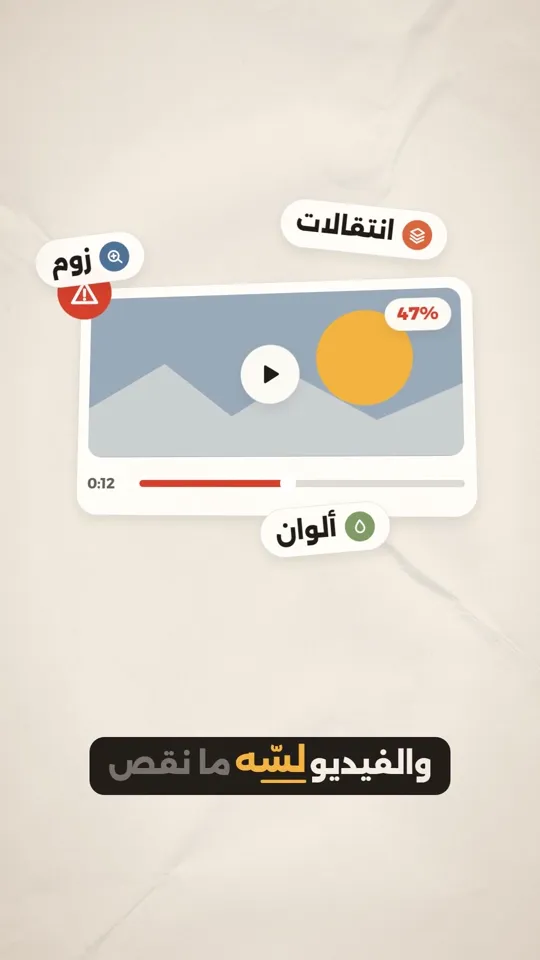 انتقالات
زوم
47%
0:12
ألوان
والفيديو لسّه ما نقص